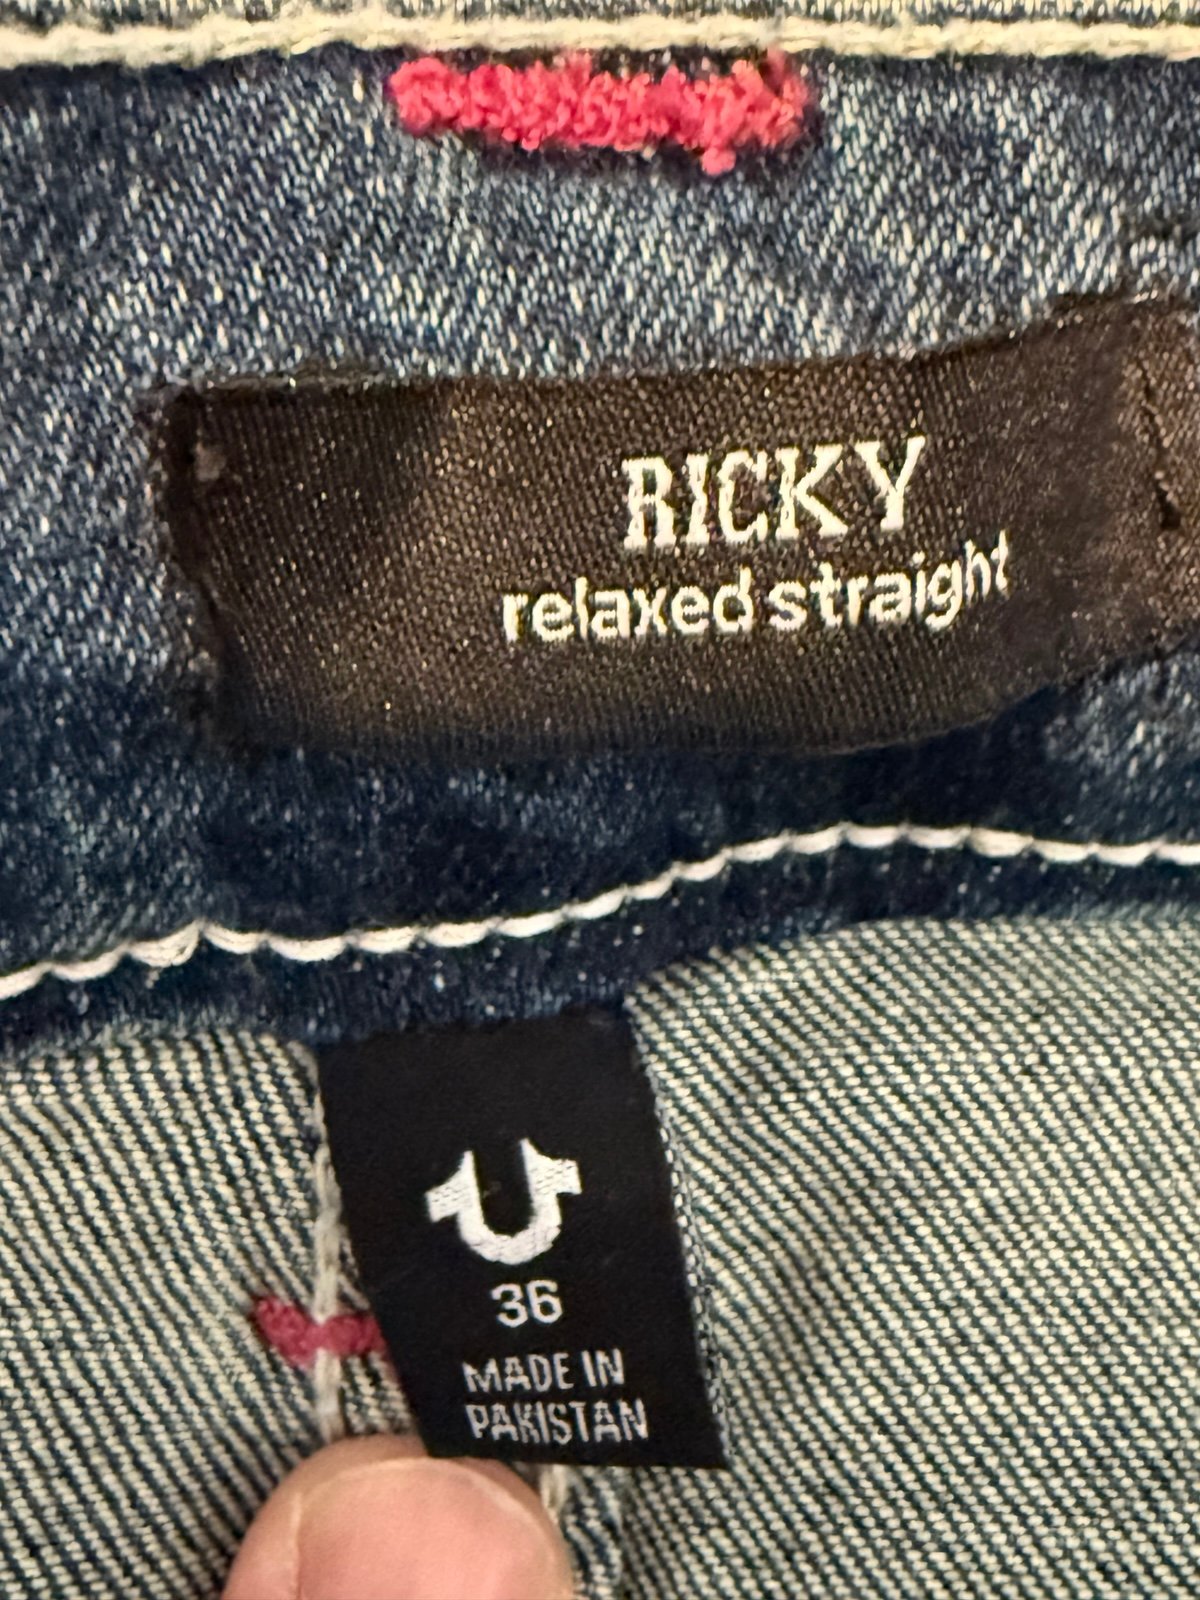 RICKY
relaxed straight
36
MADE IN
PAKISTAN